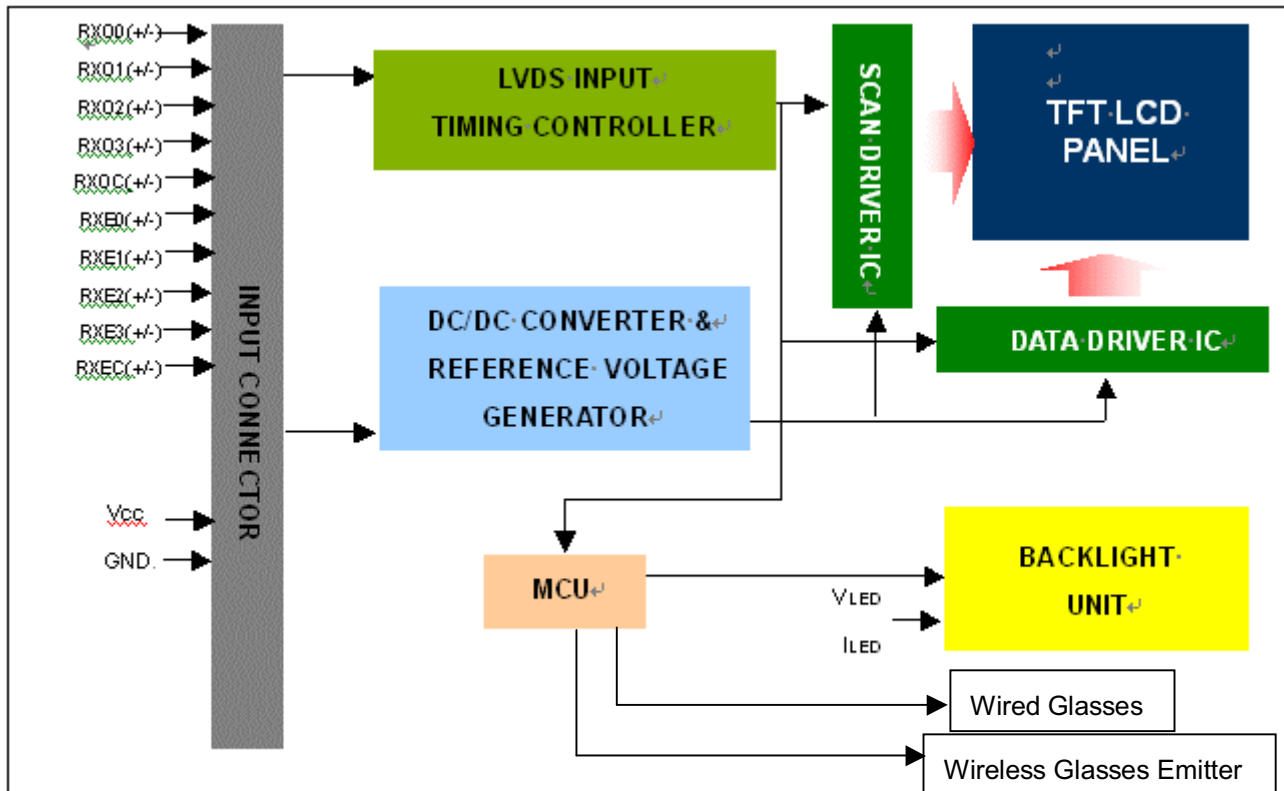 RXO0(+/-)
RXO1(+/-)
RXO2(+/-)
RXO3(+/-)
RXOC(+/-)
RXE0(+/-)
RXE1(+/-)
RXE2(+/-)
RXE3(+/-)
RXEC(+/-)
Vcc
GND.
INPUT CONNECTOR
LVDS INPUT
TIMING CONTROLLER
DC/DC CONVERTER &
REFERENCE VOLTAGE
GENERATOR
SCAN DRIVER IC
TFT LCD
PANEL
DATA DRIVER IC
MCU
VLED
ILED
BACKLIGHT
UNIT
Wired Glasses
Wireless Glasses Emitter